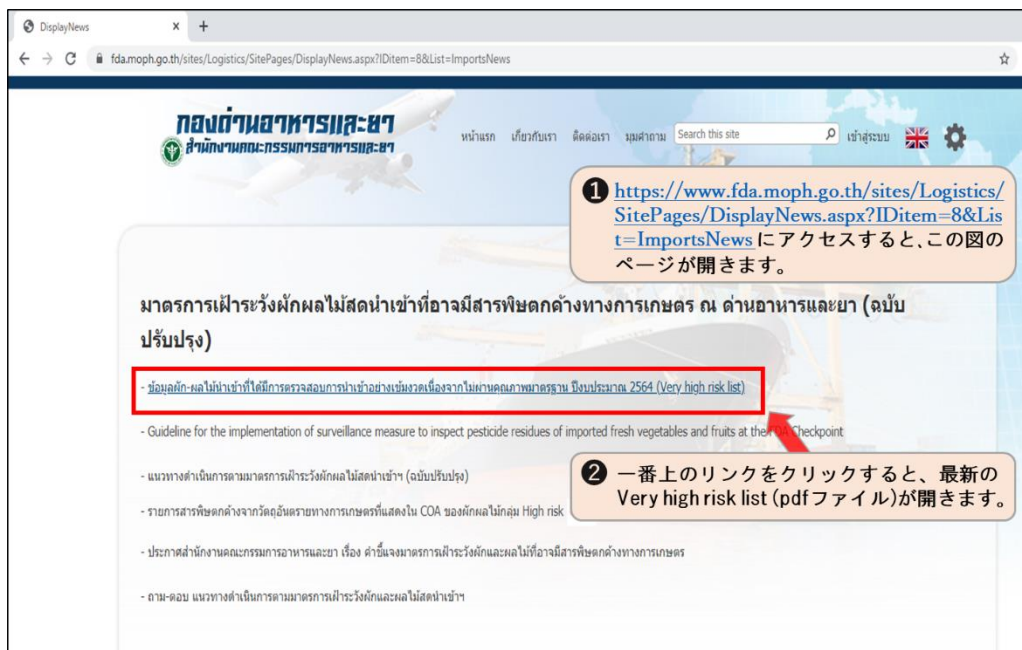 DisplayNews
fda.moph.go.th/sites/Logistics/SitePages/DisplayNews.aspx?IDitem=8&List=ImportsNews
กองด่านอาหารและยา
สำนักงานคณะกรรมการอาหารและยา
หน้าแรก เกี่ยวกับเรา ติดต่อเรา มุมคำถาม Search this site เข้าสู่ระบบ
❶ https://www.fda.moph.go.th/sites/Logistics/
SitePages/DisplayNews.aspx?IDitem=8&Lis
t=ImportsNews にアクセスすると、この図の
ページが開きます。
มาตรการเฝ้าระวังผักผลไม้สดนำเข้าที่อาจมีสารพิษตกค้างทางการเกษตร ณ ด่านอาหารและยา (ฉบับ
ปรับปรุง)
- ข้อมูลผัก-ผลไม้นำเข้าที่ได้มีการตรวจสอบการนำเข้าอย่างเข้มงวดเนื่องจากไม่ผ่านคุณภาพมาตรฐาน ปีงบประมาณ 2564 (Very high risk list)
- Guideline for the implementation of surveillance measure to inspect pesticide residues of imported fresh vegetables and fruits at the FDA Checkpoint
❷ 一番上のリンクをクリックすると、最新の
Very high risk list (pdfファイル)が開きます。
- แนวทางดำเนินการตามมาตรการเฝ้าระวังผักผลไม้สดนำเข้าฯ (ฉบับปรับปรุง)
- รายการสารพิษตกค้างจากวัตถุอันตรายทางการเกษตรที่แสดงใน COA ของผักผลไม้กลุ่ม High risk
- ประกาศสำนักงานคณะกรรมการอาหารและยา เรื่อง คำชี้แจงมาตรการเฝ้าระวังผักและผลไม้ที่อาจมีสารพิษตกค้างทางการเกษตร
- ถาม-ตอบ แนวทางดำเนินการตามมาตรการเฝ้าระวังผักและผลไม้สดนำเข้าฯ